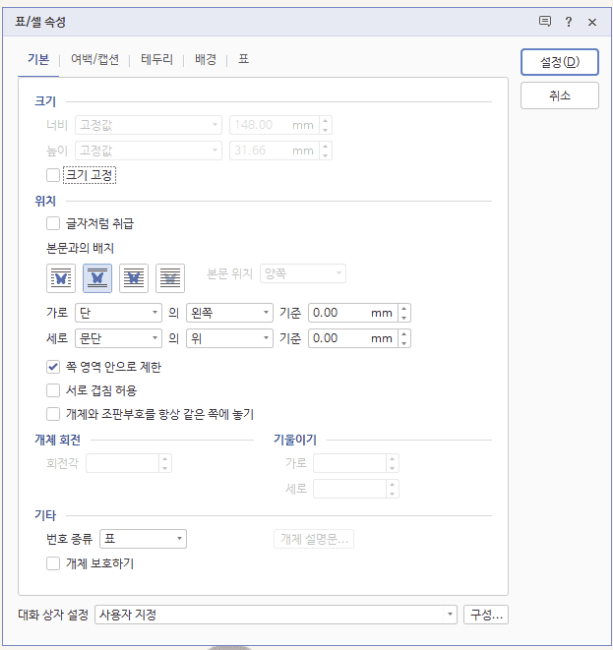 표/셀 속성 ? ×
기본 | 여백/캡션 | 테두리 | 배경 | 표
설정(D)
취소
크기
너비 고정값 148.00 mm
높이 고정값 31.66 mm
크기 고정
위치
글자처럼 취급
본문과의 배치
본문 위치 양쪽
가로 단 의 왼쪽 기준 0.00 mm
세로 문단 의 위 기준 0.00 mm
쪽 영역 안으로 제한
서로 겹침 허용
개체와 조판부호를 항상 같은 쪽에 놓기
개체 회전 기울이기
회전각 가로
세로
기타
번호 종류 표 개체 설명문...
개체 보호하기
대화 상자 설정 사용자 지정 구성...